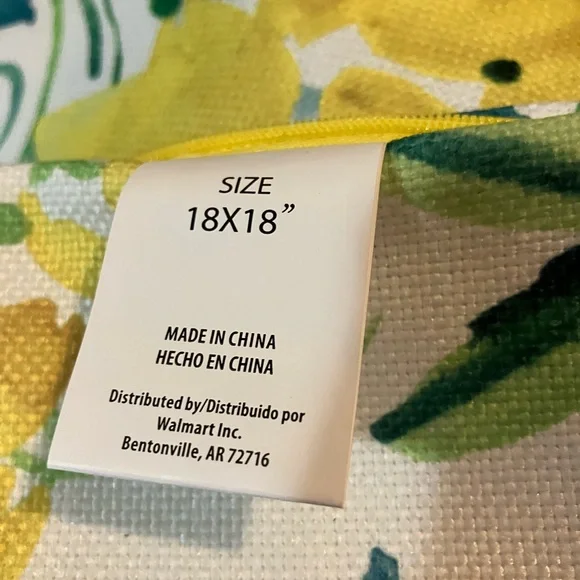 SIZE
18X18”
MADE IN CHINA
HECHO EN CHINA
Distributed by/Distribuido por
Walmart Inc.
Bentonville, AR 72716